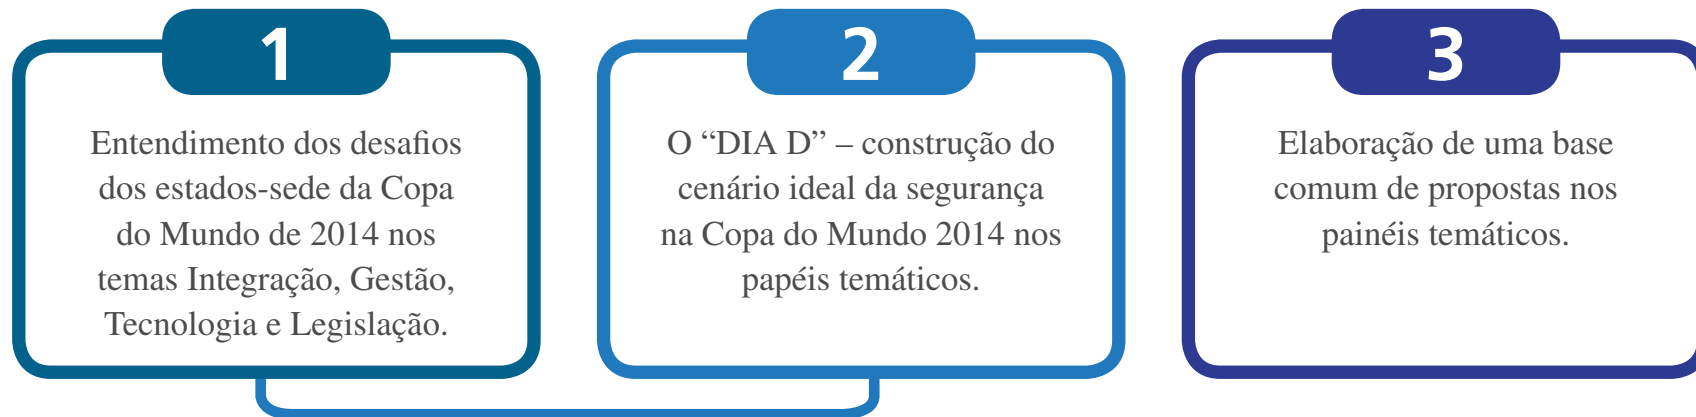 1
Entendimento dos desafios
dos estados-sede da Copa
do Mundo de 2014 nos
temas Integração, Gestão,
Tecnologia e Legislação.
2
O “DIA D” – construção do
cenário ideal da segurança
na Copa do Mundo 2014 nos
papéis temáticos.
3
Elaboração de uma base
comum de propostas nos
painéis temáticos.